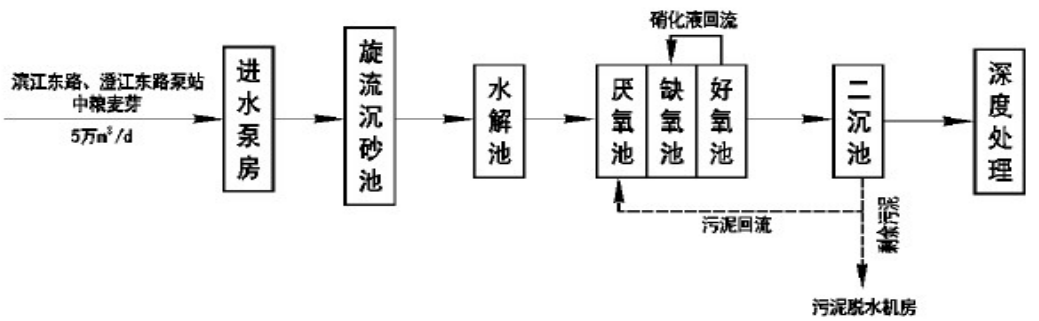 硝化液回流
滨江东路、澄江东路泵站
中粮麦芽
5万m³/d
进水泵房
旋流沉砂池
水解池
厌氧池
缺氧池
好氧池
二沉池
深度处理
污泥回流
剩余污泥
污泥脱水机房